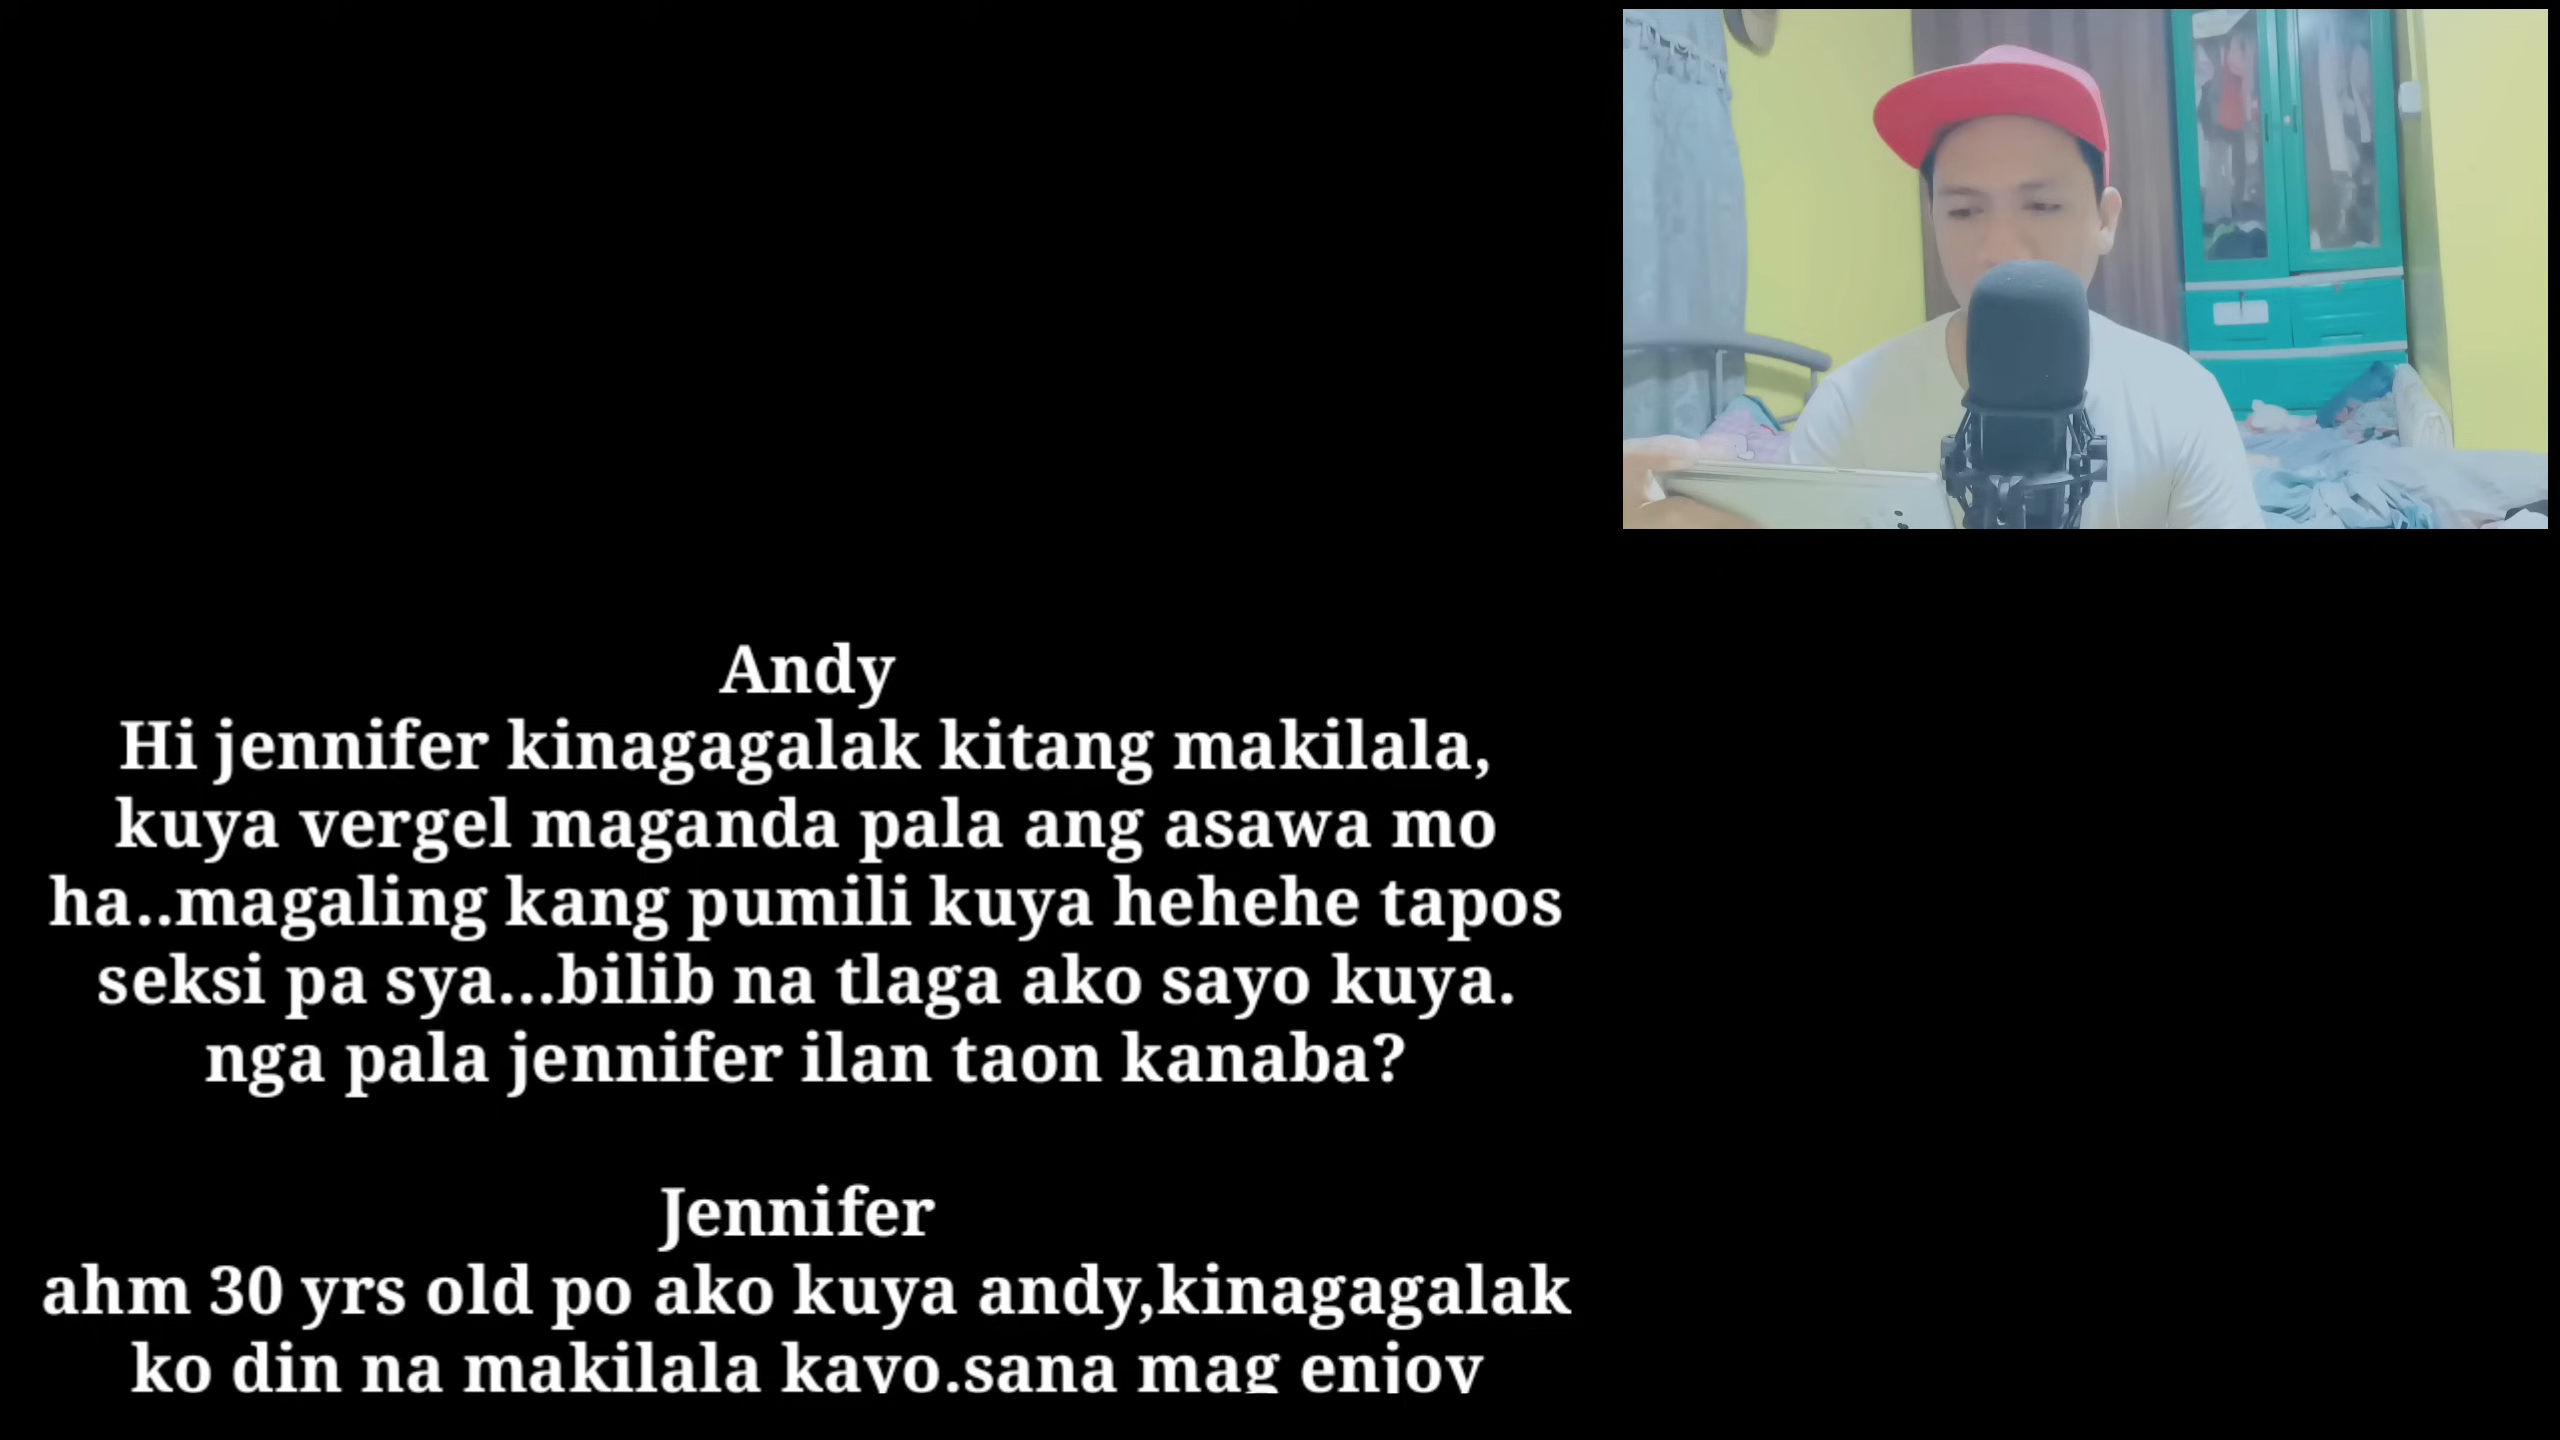 Andy
Hi jennifer kinagagalak kitang makilala,
kuya vergel maganda pala ang asawa mo
ha..magaling kang pumili kuya hehehe tapos
seksi pa sya...bilib na tlaga ako sayo kuya.
nga pala jennifer ilan taon kanaba?
Jennifer
ahm 30 yrs old po ako kuya andy,kinagagalak
ko din na makilala kayo.sana mag enjoy